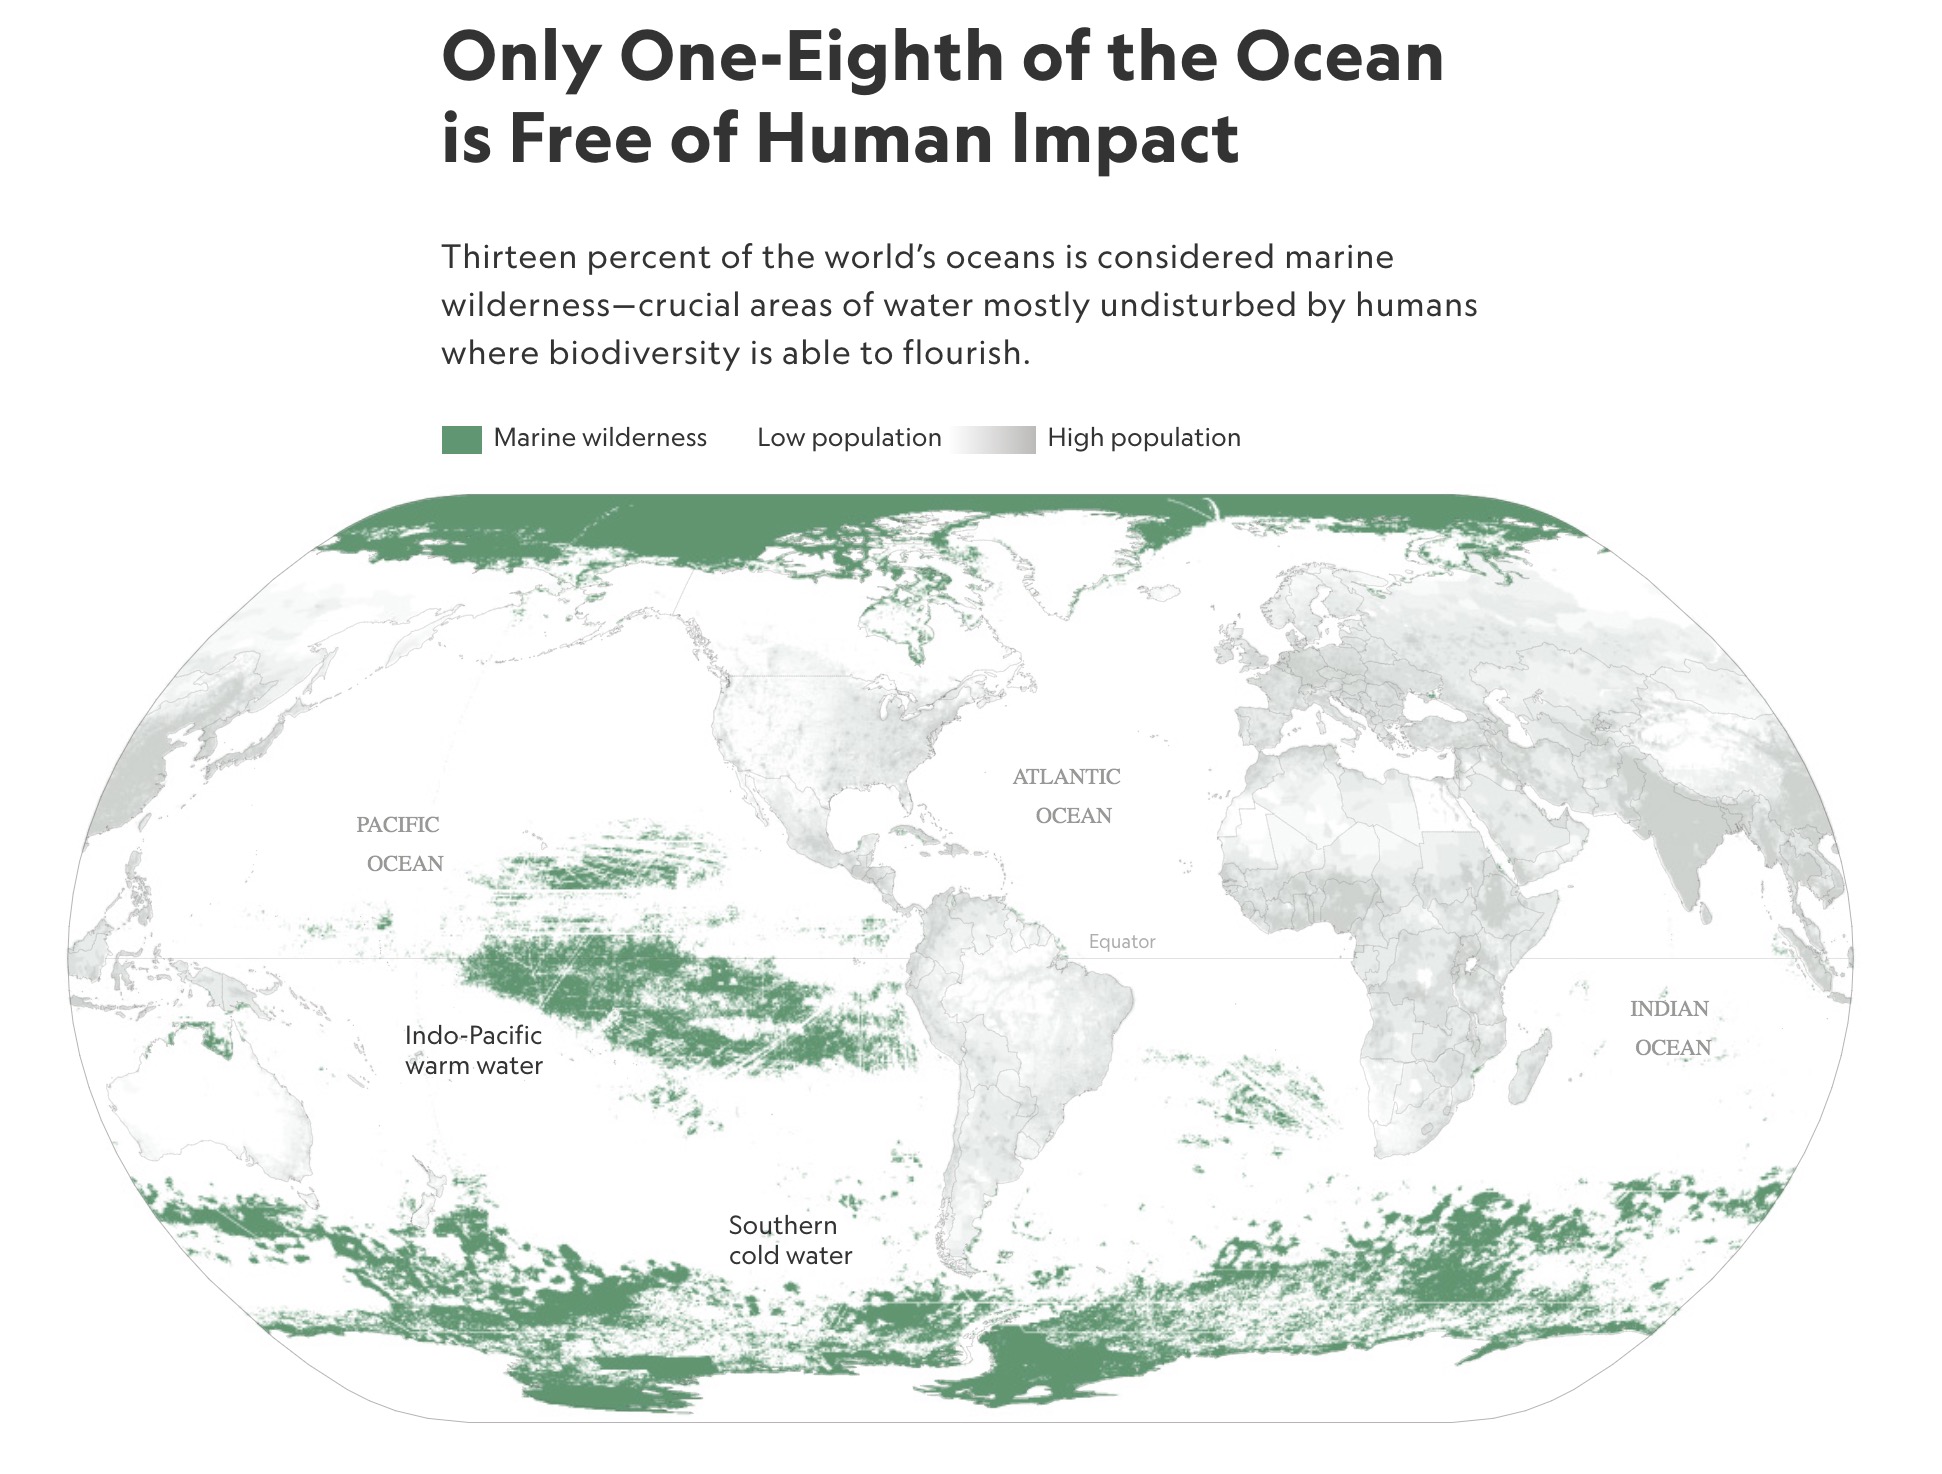 Only One-Eighth of the Ocean
is Free of Human Impact
Thirteen percent of the world’s oceans is considered marine
wilderness—crucial areas of water mostly undisturbed by humans
where biodiversity is able to flourish.
Marine wilderness Low population High population
ATLANTIC
OCEAN
PACIFIC
OCEAN
Equator
INDIAN
OCEAN
Indo-Pacific
warm water
Southern
cold water